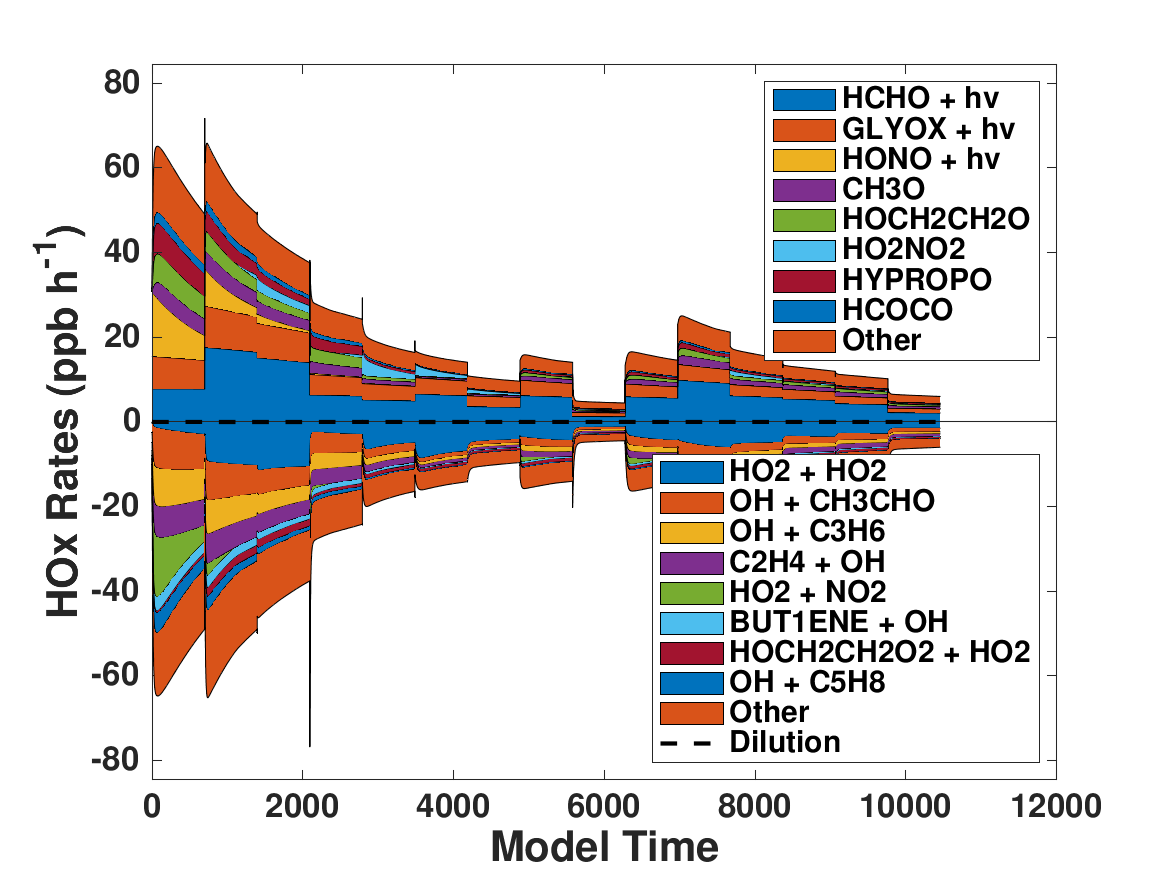 HOx Rates (ppb h-1)
80
60
40
20
0
-20
-40
-60
-80
HCHO + hv
GLYOX + hv
HONO + hv
CH3O
HOCH2CH2O
HO2NO2
HYPROPO
HCOCO
Other
HO2 + HO2
OH + CH3CHO
OH + C3H6
C2H4 + OH
HO2 + NO2
BUT1ENE + OH
HOCH2CH2O2 + HO2
OH + C5H8
Other
Dilution
0 2000 4000 6000 8000 10000 12000
Model Time